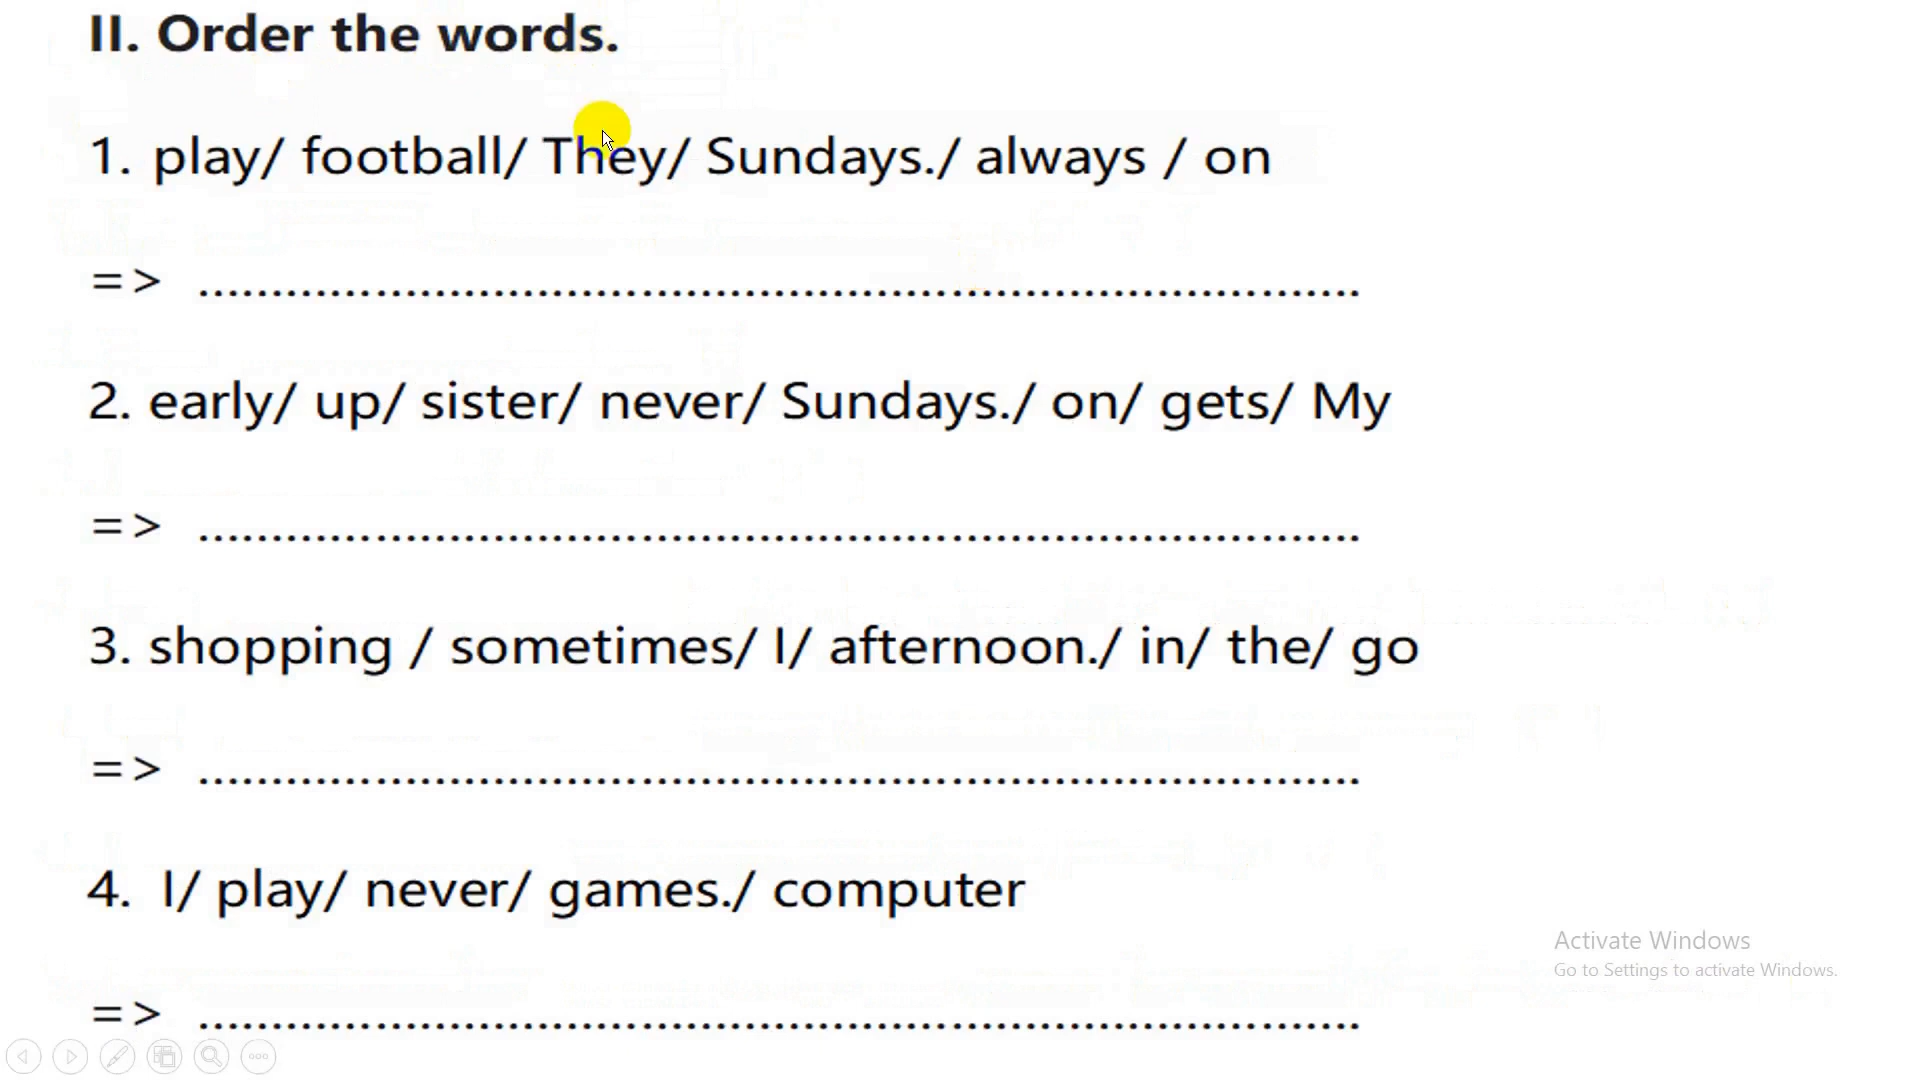 II. Order the words.
1. play/ football/ They/ Sundays./ always / on
=> ................................................................................
2. early/ up/ sister/ never/ Sundays./ on/ gets/ My
=> ................................................................................
3. shopping / sometimes/ I/ afternoon./ in/ the/ go
=> ................................................................................
4. I/ play/ never/ games./ computer
Activate Windows
Go to Settings to activate Windows.
=> ................................................................................